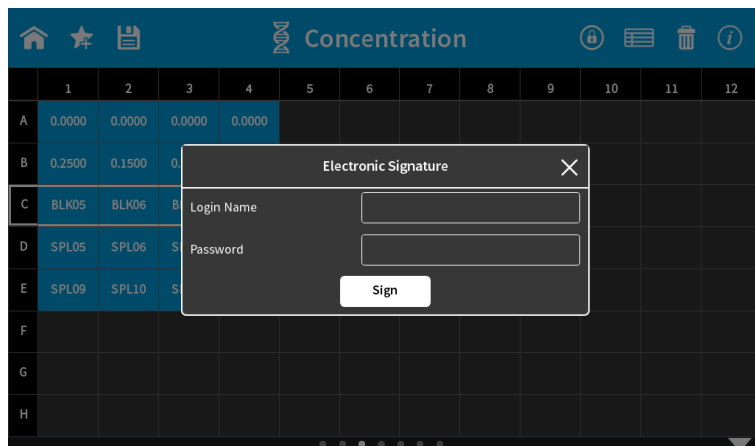 Concentration
1 2 3 4 5 6 7 8 9 10 11 12
A 0.0000 0.0000 0.0000 0.0000
Electronic Signature
B 0.2500 0.1500 0.
C BLK05 BLK06 B
Login Name
D SPL05 SPL06 S
Password
E SPL09 SPL10 S
Sign
F
G
H